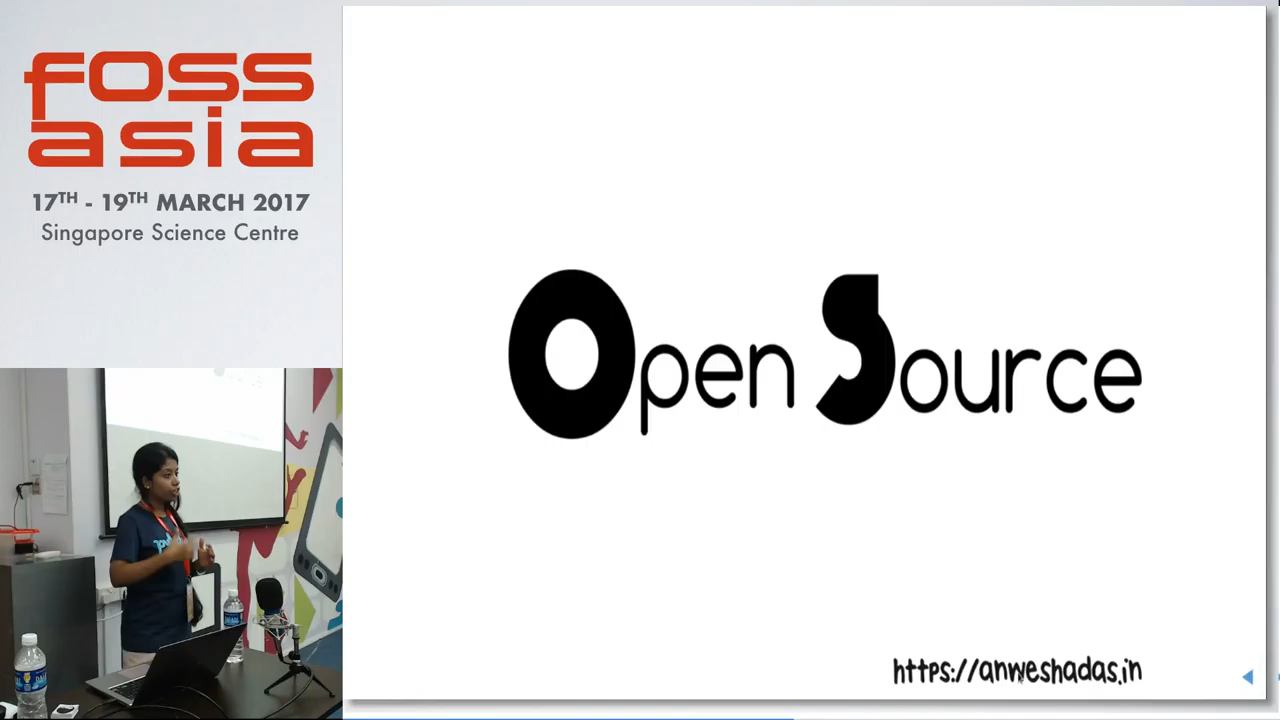 foss
asia
17TH - 19TH MARCH 2017
Singapore Science Centre
Open Source
https://anweshadas.in